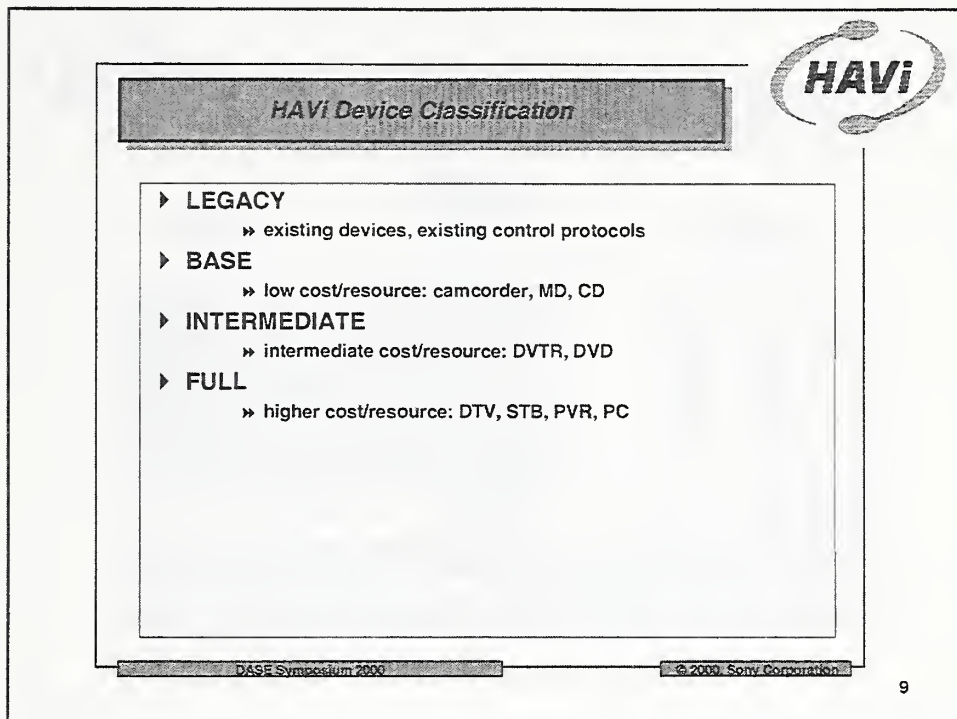 HAVi
HAVi Device Classification
LEGACY
existing devices, existing control protocols
BASE
low cost/resource: camcorder, MD, CD
INTERMEDIATE
intermediate cost/resource: DVTR, DVD
FULL
higher cost/resource: DTV, STB, PVR, PC
DASE Symposium 2000
© 2000, Sony Corporation
9